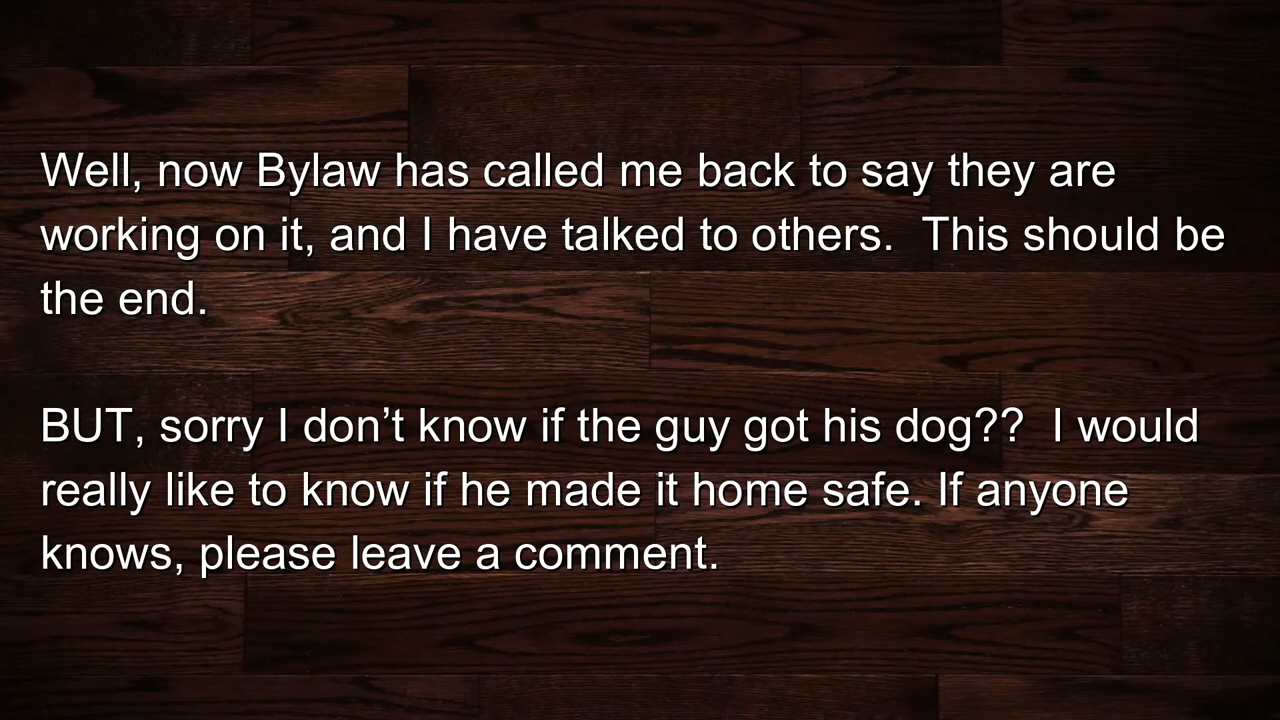 Well, now Bylaw has called me back to say they are
working on it, and I have talked to others.  This should be
the end.
BUT, sorry I don’t know if the guy got his dog??  I would
really like to know if he made it home safe. If anyone
knows, please leave a comment.